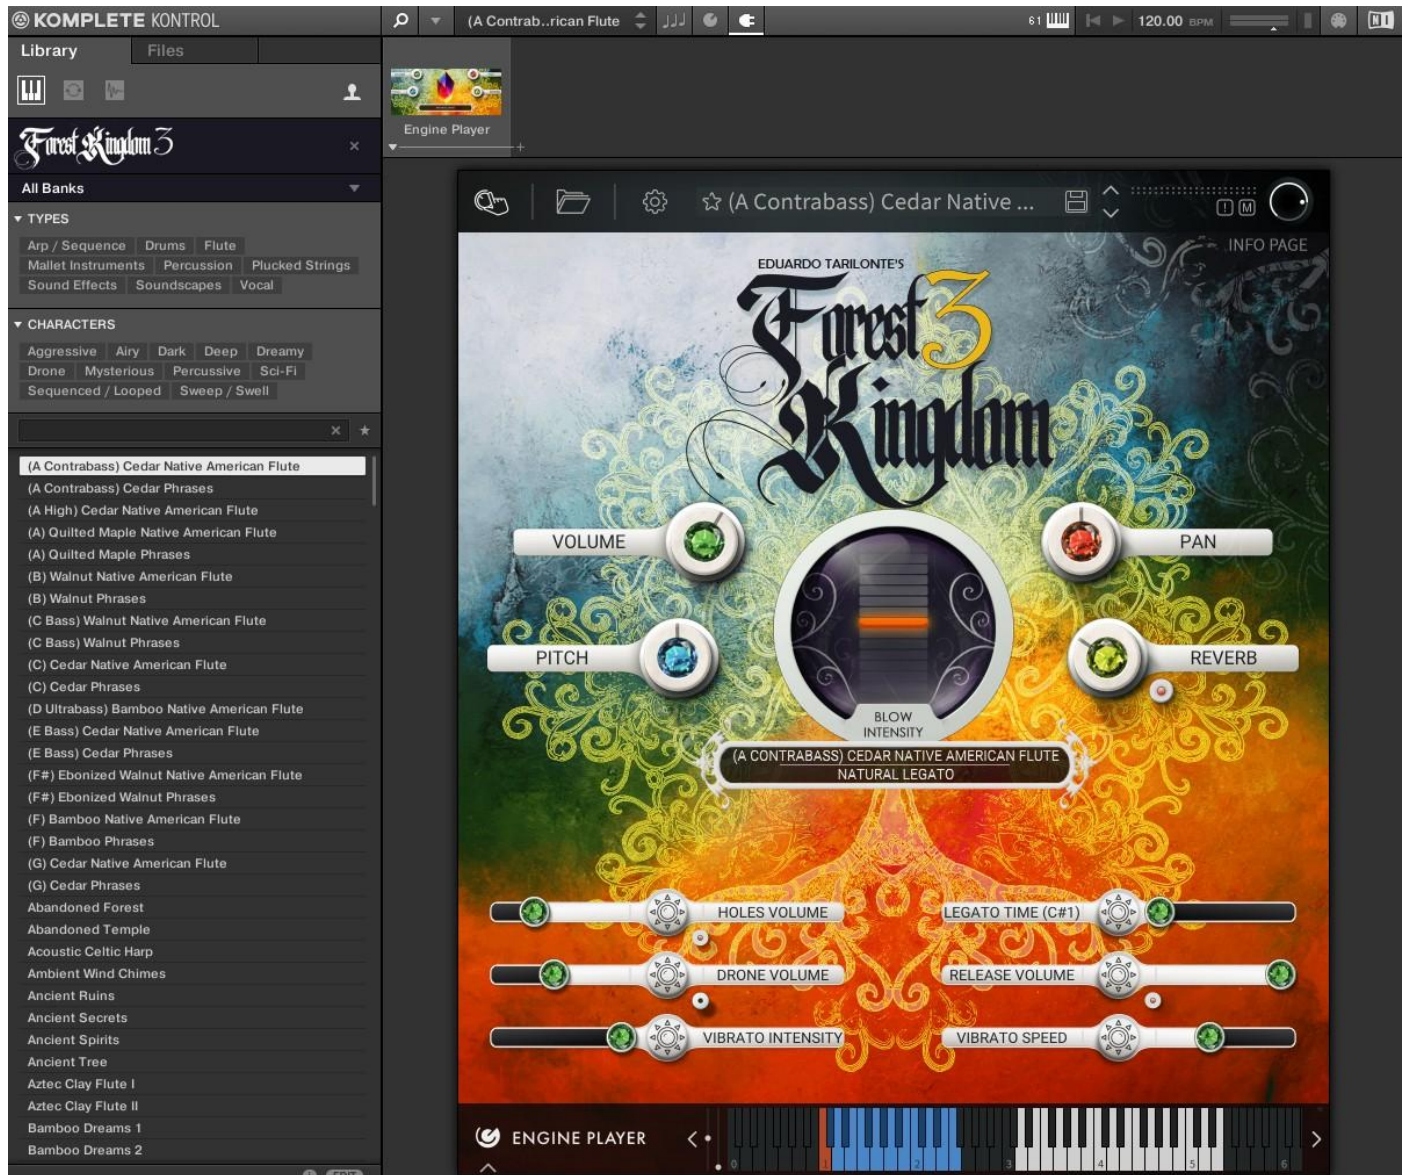 KOMPLETE KONTROL
(A Contrab..rican Flute
61
120.00 BPM
Library
Files
Engine Player
Forest Kingdom 3
All Banks
TYPES
Arp / Sequence Drums Flute
Mallet Instruments Percussion Plucked Strings
Sound Effects Soundscapes Vocal
CHARACTERS
Aggressive Airy Dark Deep Dreamy
Drone Mysterious Percussive Sci-Fi
Sequenced / Looped Sweep / Swell
(A Contrabass) Cedar Native American Flute
(A Contrabass) Cedar Phrases
(A High) Cedar Native American Flute
(A) Quilted Maple Native American Flute
(A) Quilted Maple Phrases
(B) Walnut Native American Flute
(B) Walnut Phrases
(C Bass) Walnut Native American Flute
(C Bass) Walnut Phrases
(C) Cedar Native American Flute
(C) Cedar Phrases
(D Ultrabass) Bamboo Native American Flute
(E Bass) Cedar Native American Flute
(E Bass) Cedar Phrases
(F#) Ebonized Walnut Native American Flute
(F#) Ebonized Walnut Phrases
(F) Bamboo Native American Flute
(F) Bamboo Phrases
(G) Cedar Native American Flute
(G) Cedar Phrases
Abandoned Forest
Abandoned Temple
Acoustic Celtic Harp
Ambient Wind Chimes
Ancient Ruins
Ancient Secrets
Ancient Spirits
Ancient Tree
Aztec Clay Flute I
Aztec Clay Flute II
Bamboo Dreams 1
Bamboo Dreams 2
(A Contrabass) Cedar Native ...
! M
INFO PAGE
EDUARDO TARILONTE'S
Forest 3
Kingdom
VOLUME
PAN
PITCH
REVERB
BLOW
INTENSITY
(A CONTRABASS) CEDAR NATIVE AMERICAN FLUTE
NATURAL LEGATO
HOLES VOLUME
LEGATO TIME (C#1)
DRONE VOLUME
RELEASE VOLUME
VIBRATO INTENSITY
VIBRATO SPEED
ENGINE PLAYER
0 1 2 3 4 5 6